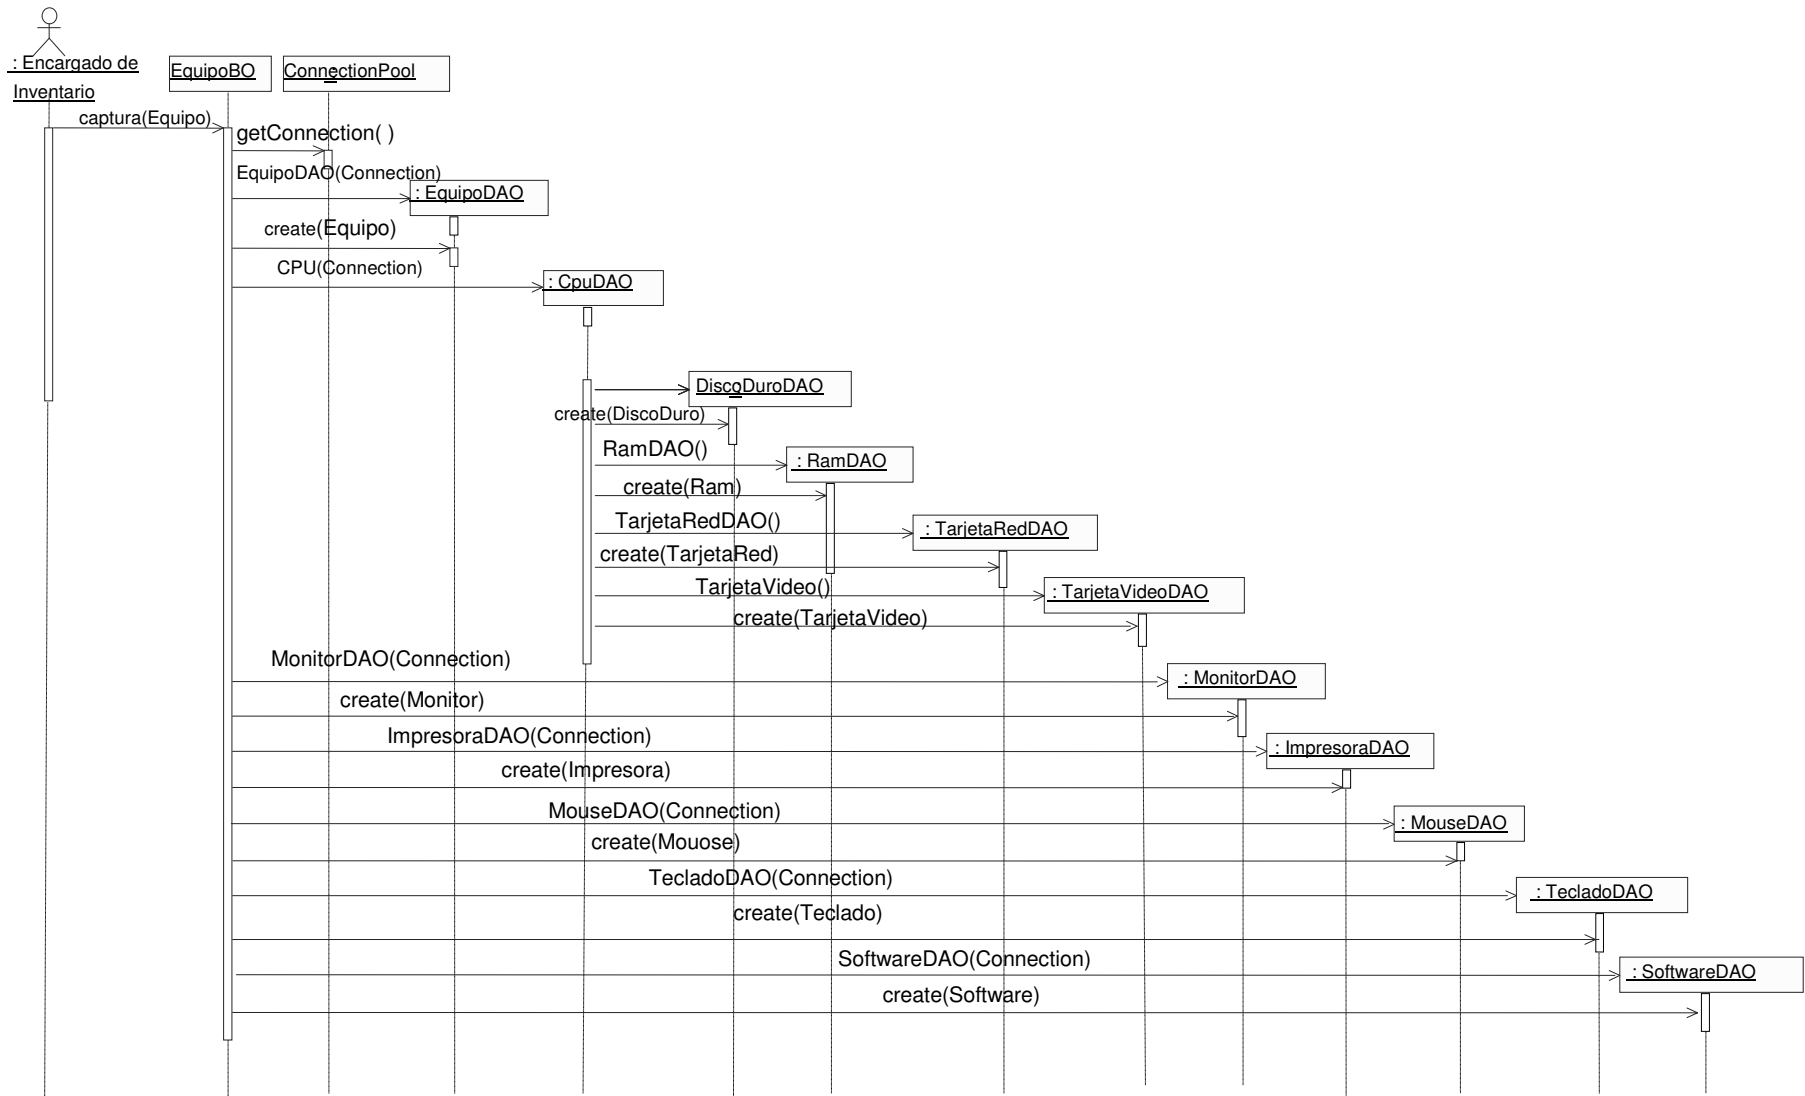 : Encargado de
Inventario
EquipoBO
ConnectionPool
captura(Equipo)
getConnection( )
EquipoDAO(Connection)
: EquipoDAO
create(Equipo)
CPU(Connection)
: CpuDAO
DiscoDuroDAO
create(DiscoDuro)
RamDAO()
: RamDAO
create(Ram)
TarjetaRedDAO()
: TarjetaRedDAO
create(TarjetaRed)
TarjetaVideo()
: TarjetaVideoDAO
create(TarjetaVideo)
MonitorDAO(Connection)
: MonitorDAO
create(Monitor)
ImpresoraDAO(Connection)
: ImpresoraDAO
create(Impresora)
MouseDAO(Connection)
: MouseDAO
create(Mouose)
TecladoDAO(Connection)
: TecladoDAO
create(Teclado)
SoftwareDAO(Connection)
: SoftwareDAO
create(Software)